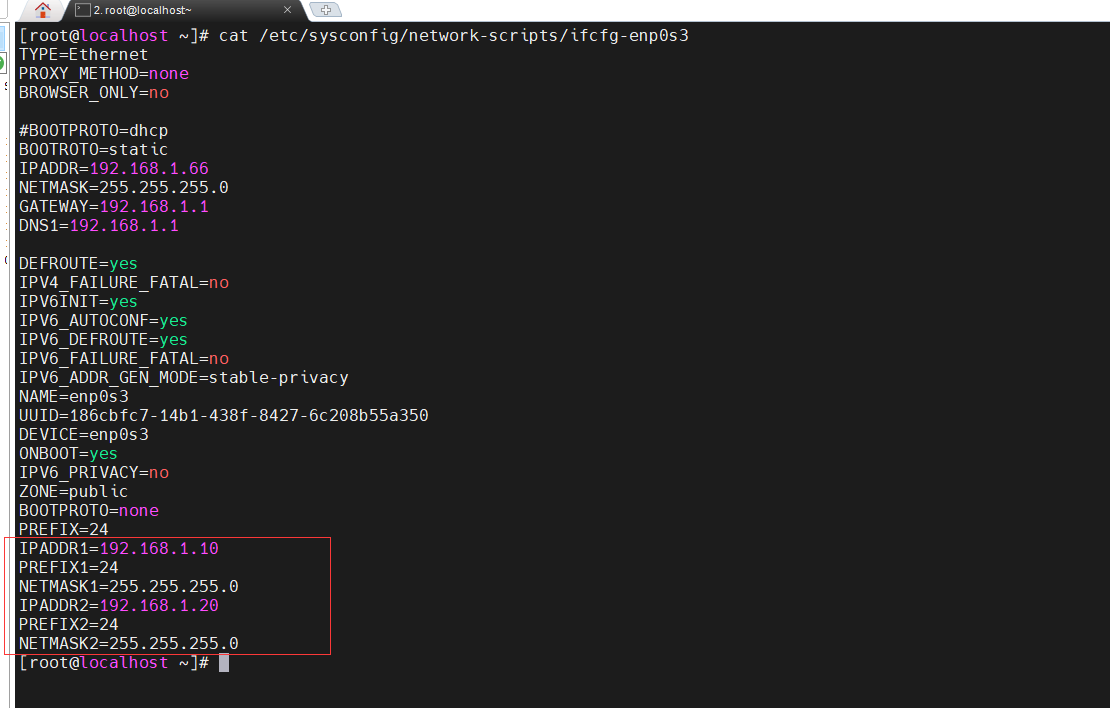 2. root@localhost~
[root@localhost ~]# cat /etc/sysconfig/network-scripts/ifcfg-enp0s3
TYPE=Ethernet
PROXY_METHOD=none
BROWSER_ONLY=no
#BOOTPROTO=dhcp
BOOTROTO=static
IPADDR=192.168.1.66
NETMASK=255.255.255.0
GATEWAY=192.168.1.1
DNS1=192.168.1.1
DEFROUTE=yes
IPV4_FAILURE_FATAL=no
IPV6INIT=yes
IPV6_AUTOCONF=yes
IPV6_DEFROUTE=yes
IPV6_FAILURE_FATAL=no
IPV6_ADDR_GEN_MODE=stable-privacy
NAME=enp0s3
UUID=186cbfc7-14b1-438f-8427-6c208b55a350
DEVICE=enp0s3
ONBOOT=yes
IPV6_PRIVACY=no
ZONE=public
BOOTPROTO=none
PREFIX=24
IPADDR1=192.168.1.10
PREFIX1=24
NETMASK1=255.255.255.0
IPADDR2=192.168.1.20
PREFIX2=24
NETMASK2=255.255.255.0
[root@localhost ~]#